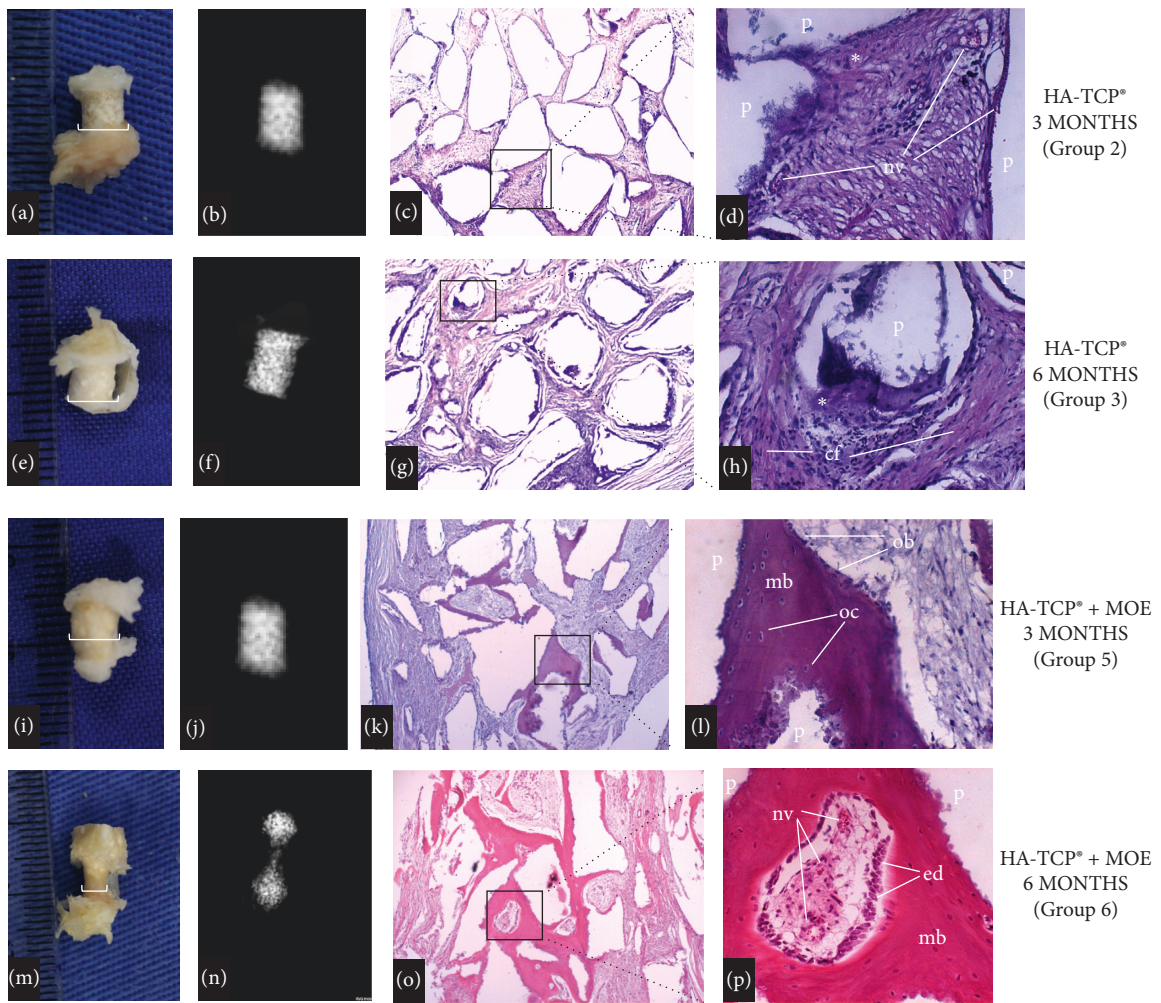 (a)
(b)
(c)
p
*
p
nv
p
(d)
HA-TCP®
3 MONTHS
(Group 2)
(e)
(f)
(g)
p
p
*
cf
(h)
HA-TCP®
6 MONTHS
(Group 3)
(i)
(j)
(k)
ob
p
mb
oc
p
(l)
HA-TCP® + MOE
3 MONTHS
(Group 5)
(m)
(n)
(o)
p
p
nv
ed
mb
(p)
HA-TCP® + MOE
6 MONTHS
(Group 6)